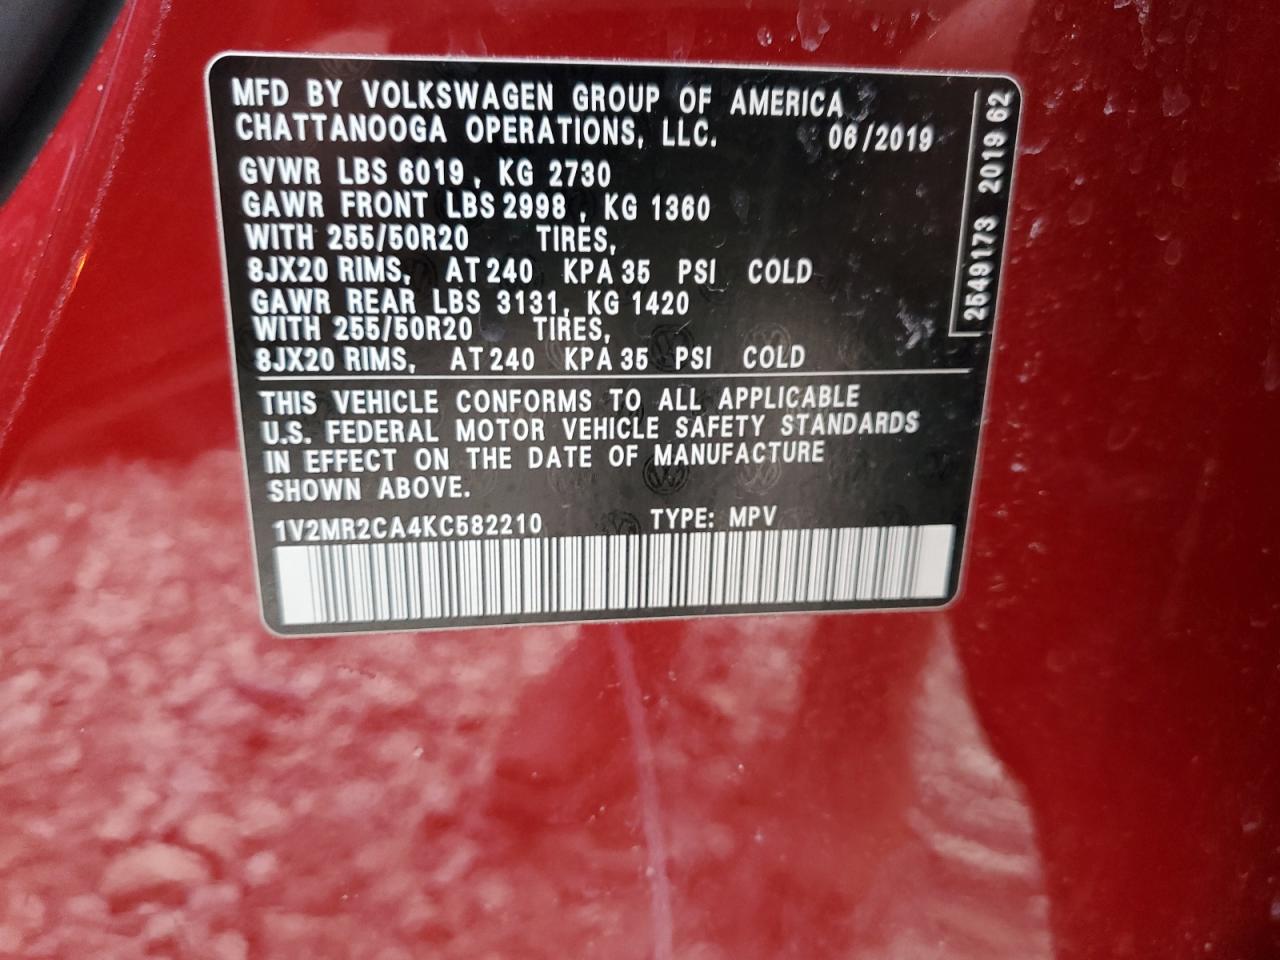 MFD BY VOLKSWAGEN GROUP OF AMERICA
CHATTANOOGA OPERATIONS, LLC. 06/2019
GVWR LBS 6019, KG 2730
GAWR FRONT LBS 2998, KG 1360
WITH 255/50R20 TIRES,
8JX20 RIMS, AT 240 KPA 35 PSI COLD
GAWR REAR LBS 3131, KG 1420
WITH 255/50R20 TIRES,
8JX20 RIMS, AT 240 KPA 35 PSI COLD
THIS VEHICLE CONFORMS TO ALL APPLICABLE
U.S. FEDERAL MOTOR VEHICLE SAFETY STANDARDS
IN EFFECT ON THE DATE OF MANUFACTURE
SHOWN ABOVE.
1V2MR2CA4KC582210 TYPE: MPV
2549173 2019 62